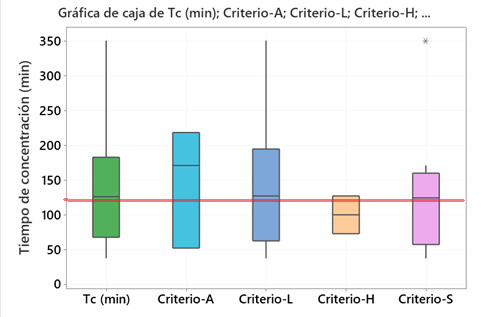 Gráfica de caja de Tc (min); Criterio-A; Criterio-L; Criterio-H; ...
Tiempo de concentración (min)
350
300
250
200
150
100
50
0
Tc (min) Criterio-A Criterio-L Criterio-H Criterio-S